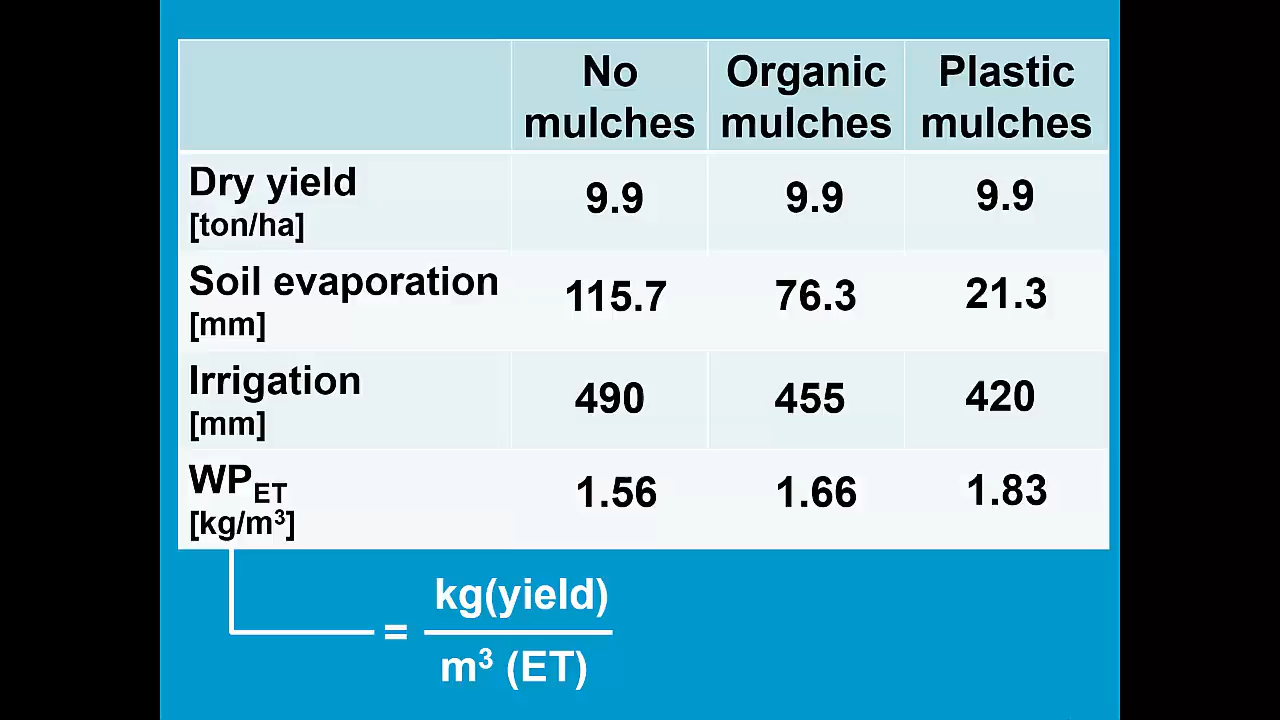 No mulches
Organic mulches
Plastic mulches
Dry yield [ton/ha]
9.9
9.9
9.9
Soil evaporation [mm]
115.7
76.3
21.3
Irrigation [mm]
490
455
420
WP_ET [kg/m³]
1.56
1.66
1.83
= kg(yield)
m³ (ET)